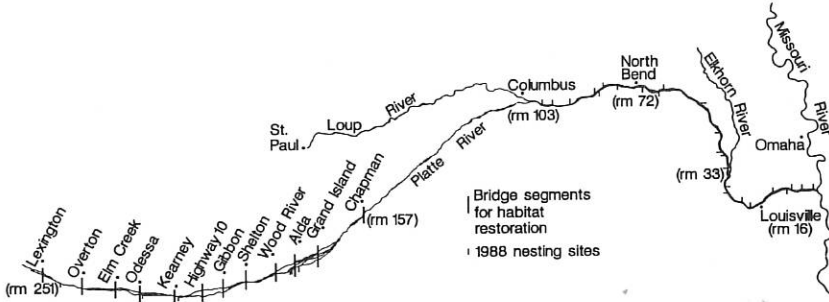 Missouri
River
Elkhorn
River
North
Bend
(rm 72)
Columbus
(rm 103)
Loup River
St.
Paul
Platte River
Omaha
(rm 33)
Louisville
(rm 16)
Chapman
(rm 157)
Grand Island
Alda
Wood River
Shelton
Gibbon
Highway 10
Kearney
Odessa
Elm Creek
Overton
Lexington
(rm 251)
Bridge segments
for habitat
restoration
1988 nesting sites